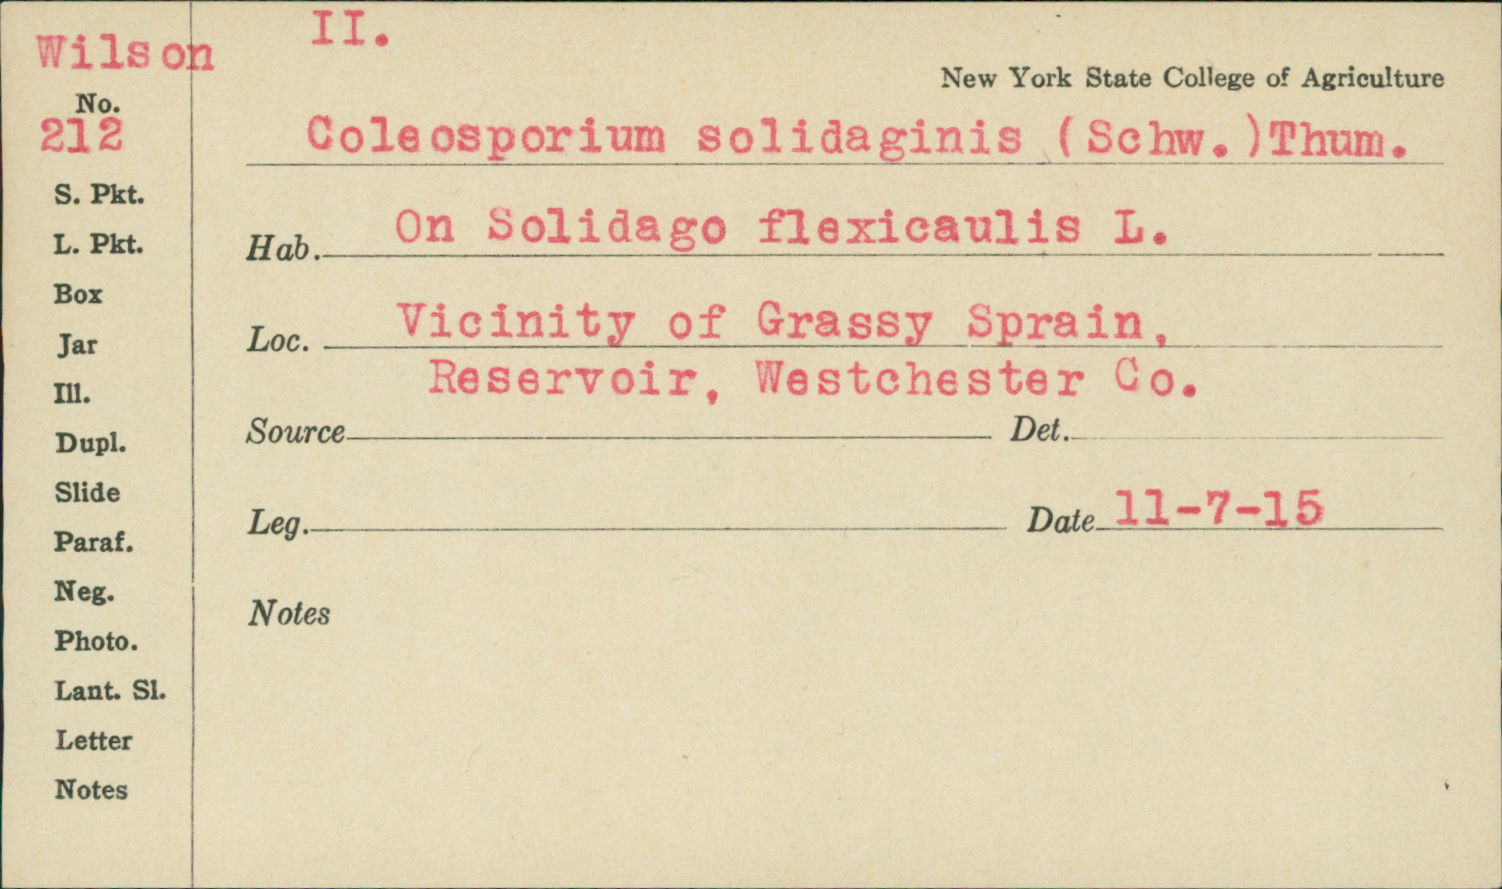 Wilson II.
New York State College of Agriculture
No.
212
Coleosporium solidaginis (Schw.)Thum.
S. Pkt.
L. Pkt.
Hab. On Solidago flexicaulis L.
Box
Jar
Loc. Vicinity of Grassy Sprain,
Reservoir, Westchester Co.
Ill.
Dupl.
Source Det.
Slide
Leg. Date 11-7-15
Paraf.
Neg.
Notes
Photo.
Lant. Sl.
Letter
Notes